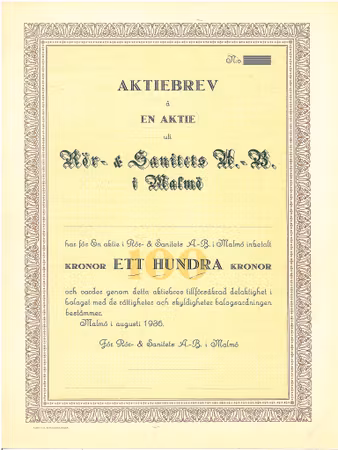 N:o
AKTIEBREV
å
EN AKTIE
uti
Rör- & Sanitets A.-B.
i Malmö
har för En aktie i Rör- & Sanitets A.-B. i Malmö inbetalt
KRONOR ETT HUNDRA KRONOR
100
och varder genom detta aktiebrev tillförsäkrad delaktighet i
bolaget med de rättigheter och skyldigheter bolagsordningen
bestämmer.
Malmö i augusti 1936.
För Rör- & Sanitets A.-B. i Malmö